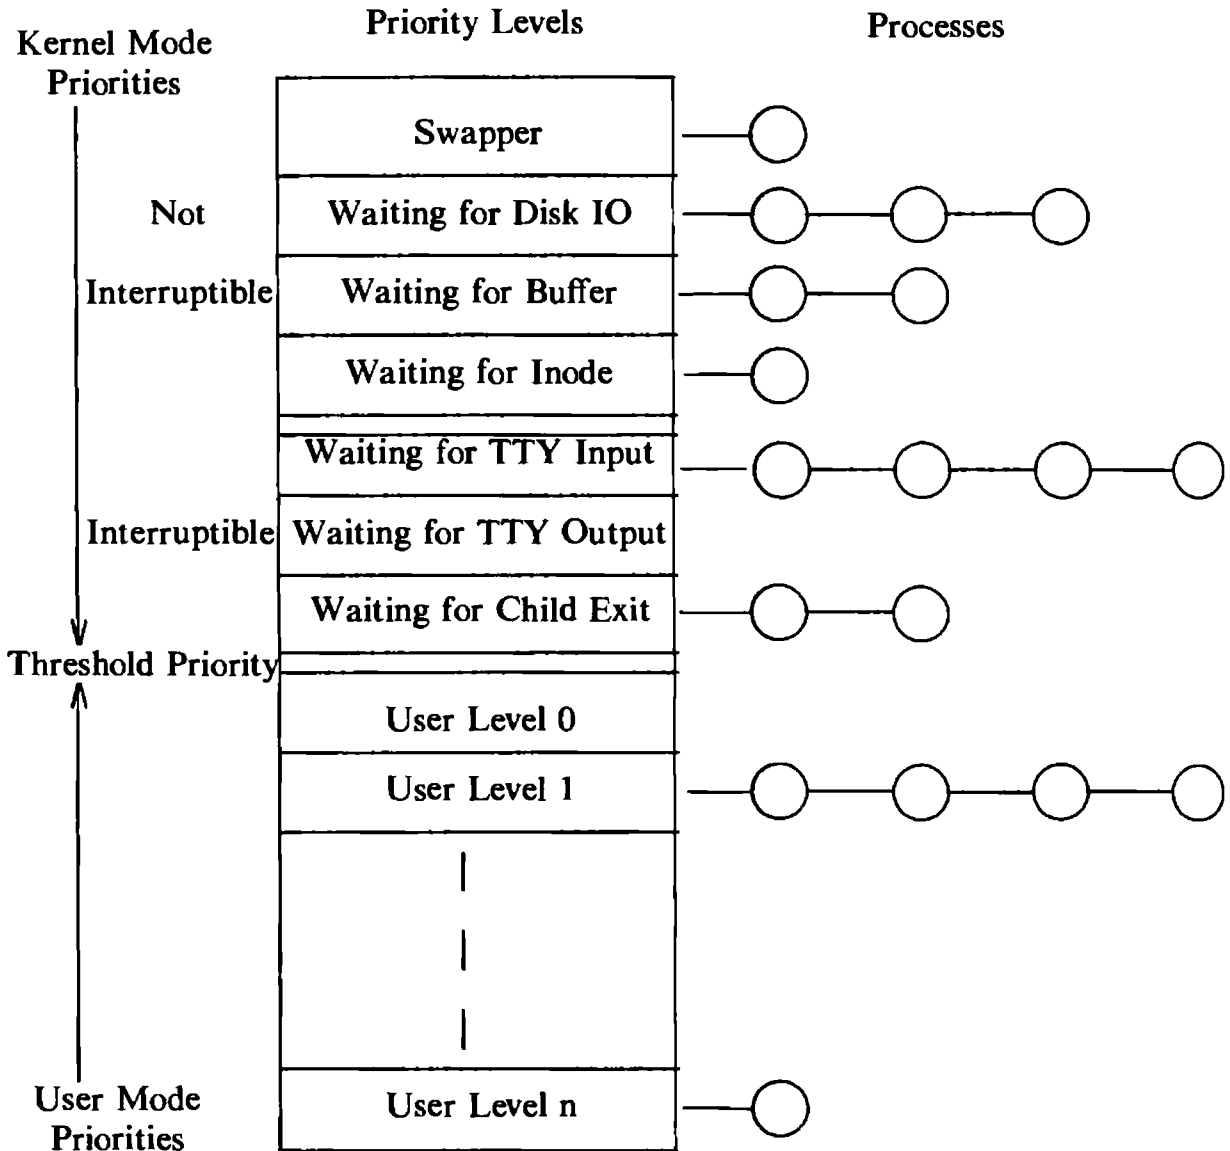 Priority Levels
Processes
Kernel Mode
Priorities
Swapper
Not
Waiting for Disk IO
Interruptible
Waiting for Buffer
Waiting for Inode
Waiting for TTY Input
Interruptible
Waiting for TTY Output
Waiting for Child Exit
Threshold Priority
User Level 0
User Level 1
User Level n
User Mode
Priorities